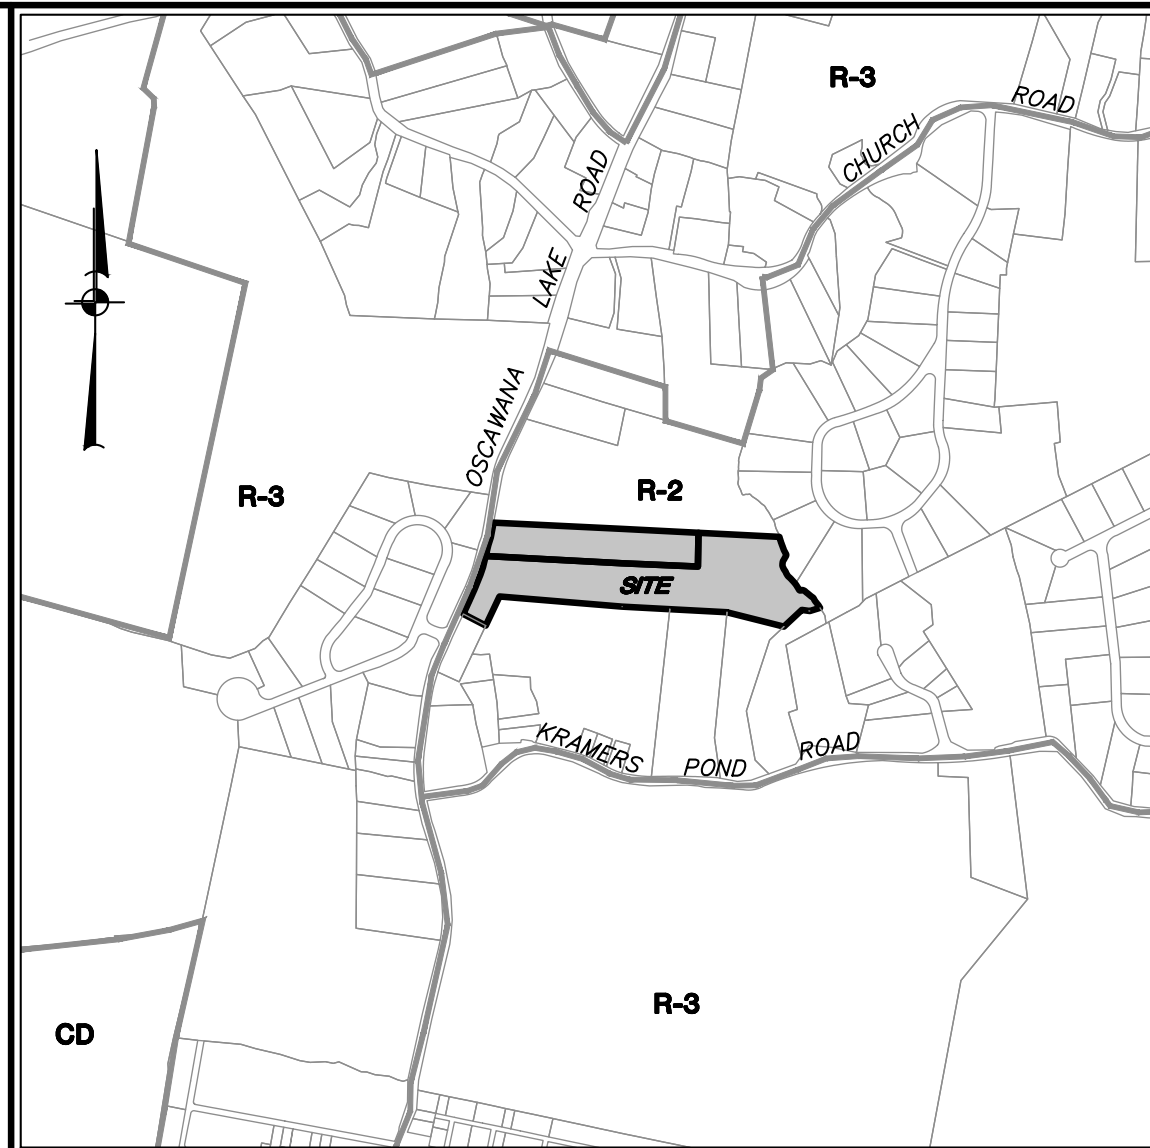 R-3
CHURCH ROAD
OSCAWANA LAKE ROAD
R-3
R-2
SITE
KRAMERS POND ROAD
R-3
CD